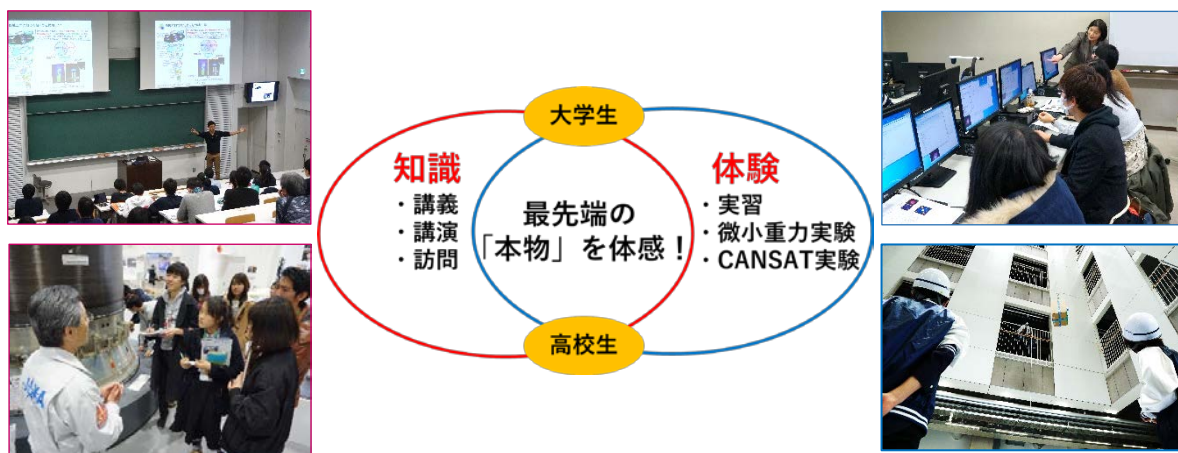 大学生
知識
・講義
・講演
・訪問
最先端の
「本物」を体感！
体験
・実習
・微小重力実験
・CANSAT実験
高校生